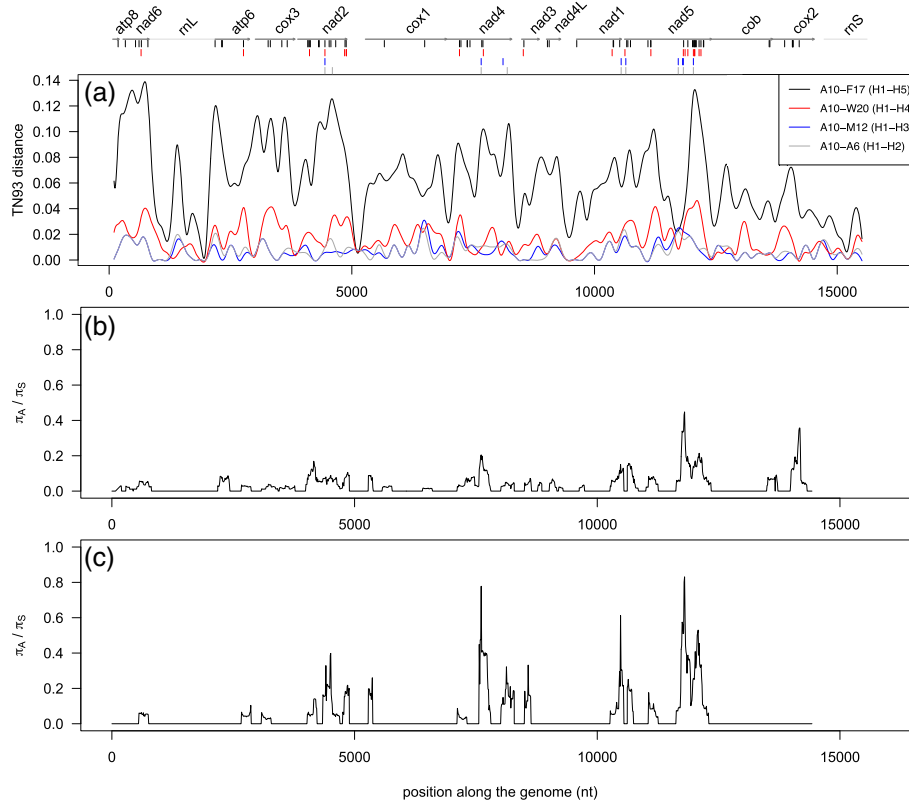 atp8 nad6 rnL atp6 cox3 nad2 cox1 nad4 nad3 nad4L nad1 nad5 cob cox2 rnS
(a)
TN93 distance
0.14
0.12
0.10
0.08
0.06
0.04
0.02
0.00
A10−F17 (H1−H5)
A10−W20 (H1−H4
A10−M12 (H1−H3
A10−A6 (H1−H2)
0 5000 10000 15000
(b)
πA / πS
1.0
0.8
0.6
0.4
0.2
0.0
0 5000 10000 15000
(c)
πA / πS
1.0
0.8
0.6
0.4
0.2
0.0
0 5000 10000 15000
position along the genome (nt)